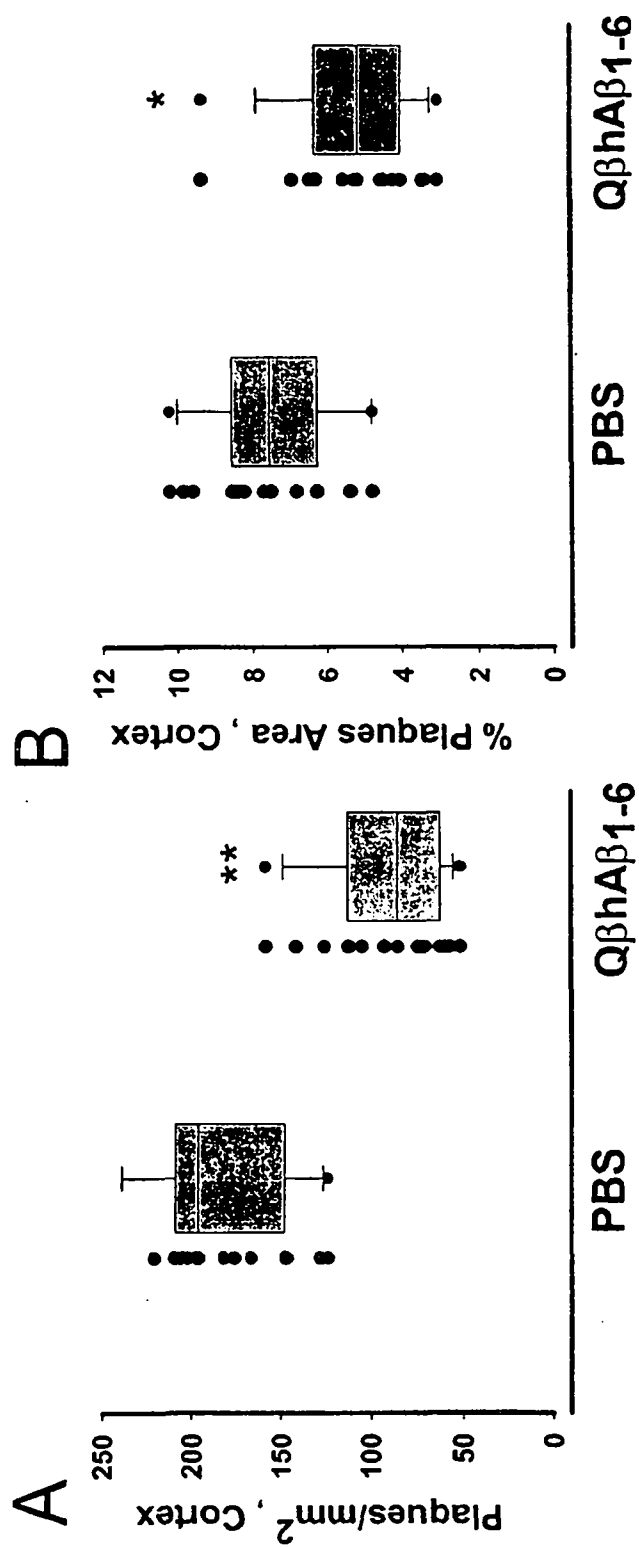 A
Plaques/mm², Cortex
250
200
150
100
50
0
**
PBS
QβhAβ1-6
B
% Plaques Area, Cortex
12
10
8
6
4
2
0
*
PBS
QβhAβ1-6